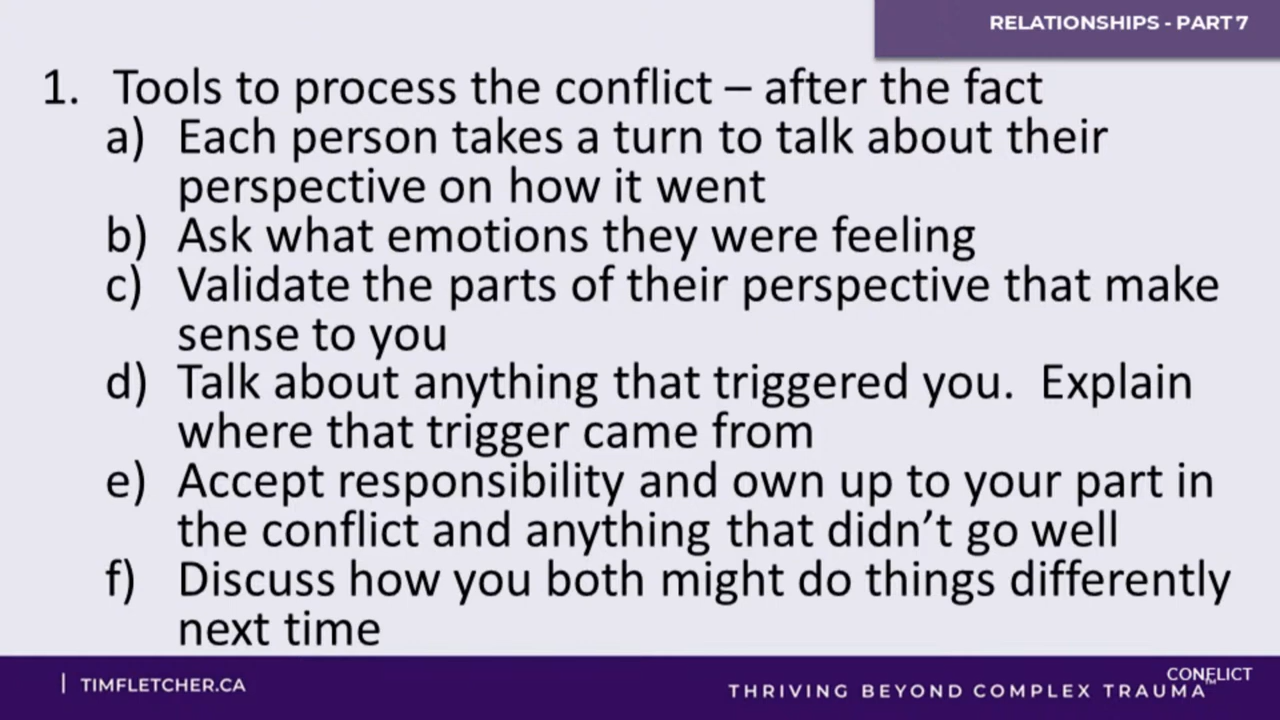 RELATIONSHIPS - PART 7
1. Tools to process the conflict – after the fact
a) Each person takes a turn to talk about their
perspective on how it went
b) Ask what emotions they were feeling
c) Validate the parts of their perspective that make
sense to you
d) Talk about anything that triggered you.  Explain
where that trigger came from
e) Accept responsibility and own up to your part in
the conflict and anything that didn’t go well
f) Discuss how you both might do things differently
next time
| TIMFLETCHER.CA
CONFLICT
THRIVING BEYOND COMPLEX TRAUMA™